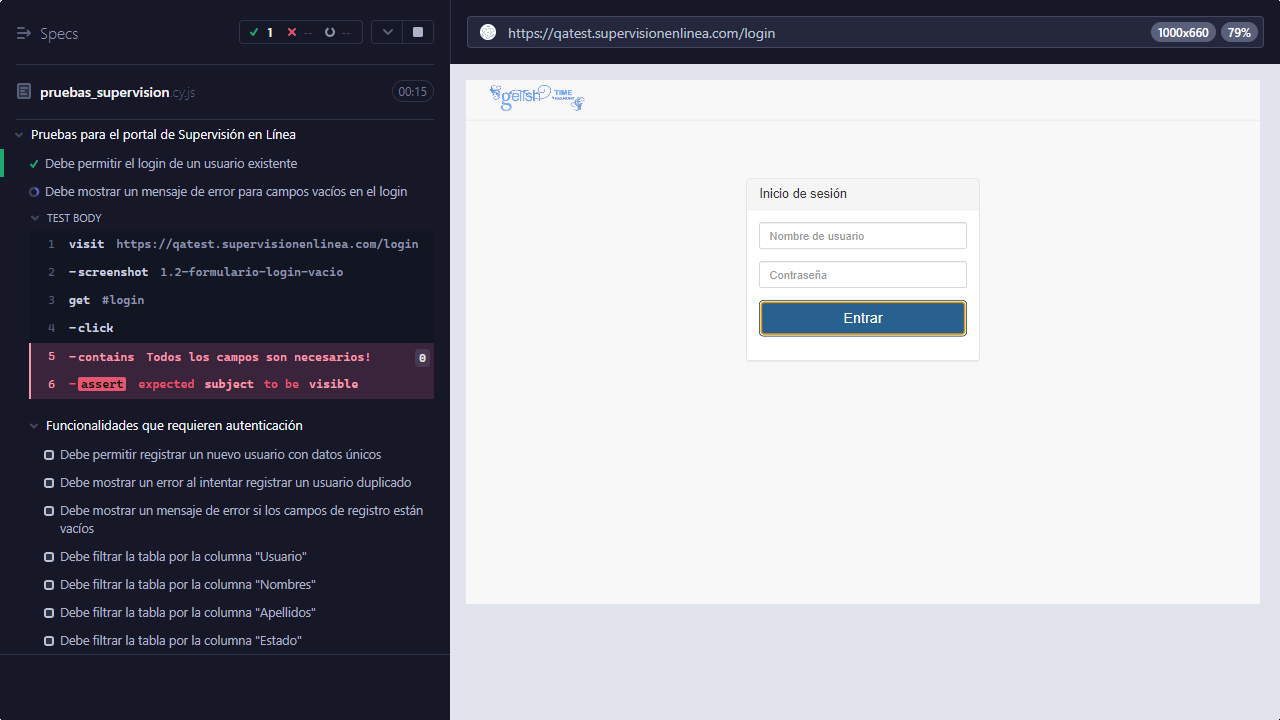 Specs
1 -- --
pruebas_supervision.cy.js
00:15
Pruebas para el portal de Supervisión en Línea
Debe permitir el login de un usuario existente
Debe mostrar un mensaje de error para campos vacíos en el login
TEST BODY
1 visit https://qatest.supervisionenlinea.com/login
2 -screenshot 1.2-formulario-login-vacio
3 get #login
4 -click
5 -contains Todos los campos son necesarios! 0
6 -assert expected subject to be visible
Funcionalidades que requieren autenticación
Debe permitir registrar un nuevo usuario con datos únicos
Debe mostrar un error al intentar registrar un usuario duplicado
Debe mostrar un mensaje de error si los campos de registro están
vacíos
Debe filtrar la tabla por la columna "Usuario"
Debe filtrar la tabla por la columna "Nombres"
Debe filtrar la tabla por la columna "Apellidos"
Debe filtrar la tabla por la columna "Estado"
https://qatest.supervisionenlinea.com/login
1000x660 79%
TIME
Inicio de sesión
Nombre de usuario
Contraseña
Entrar